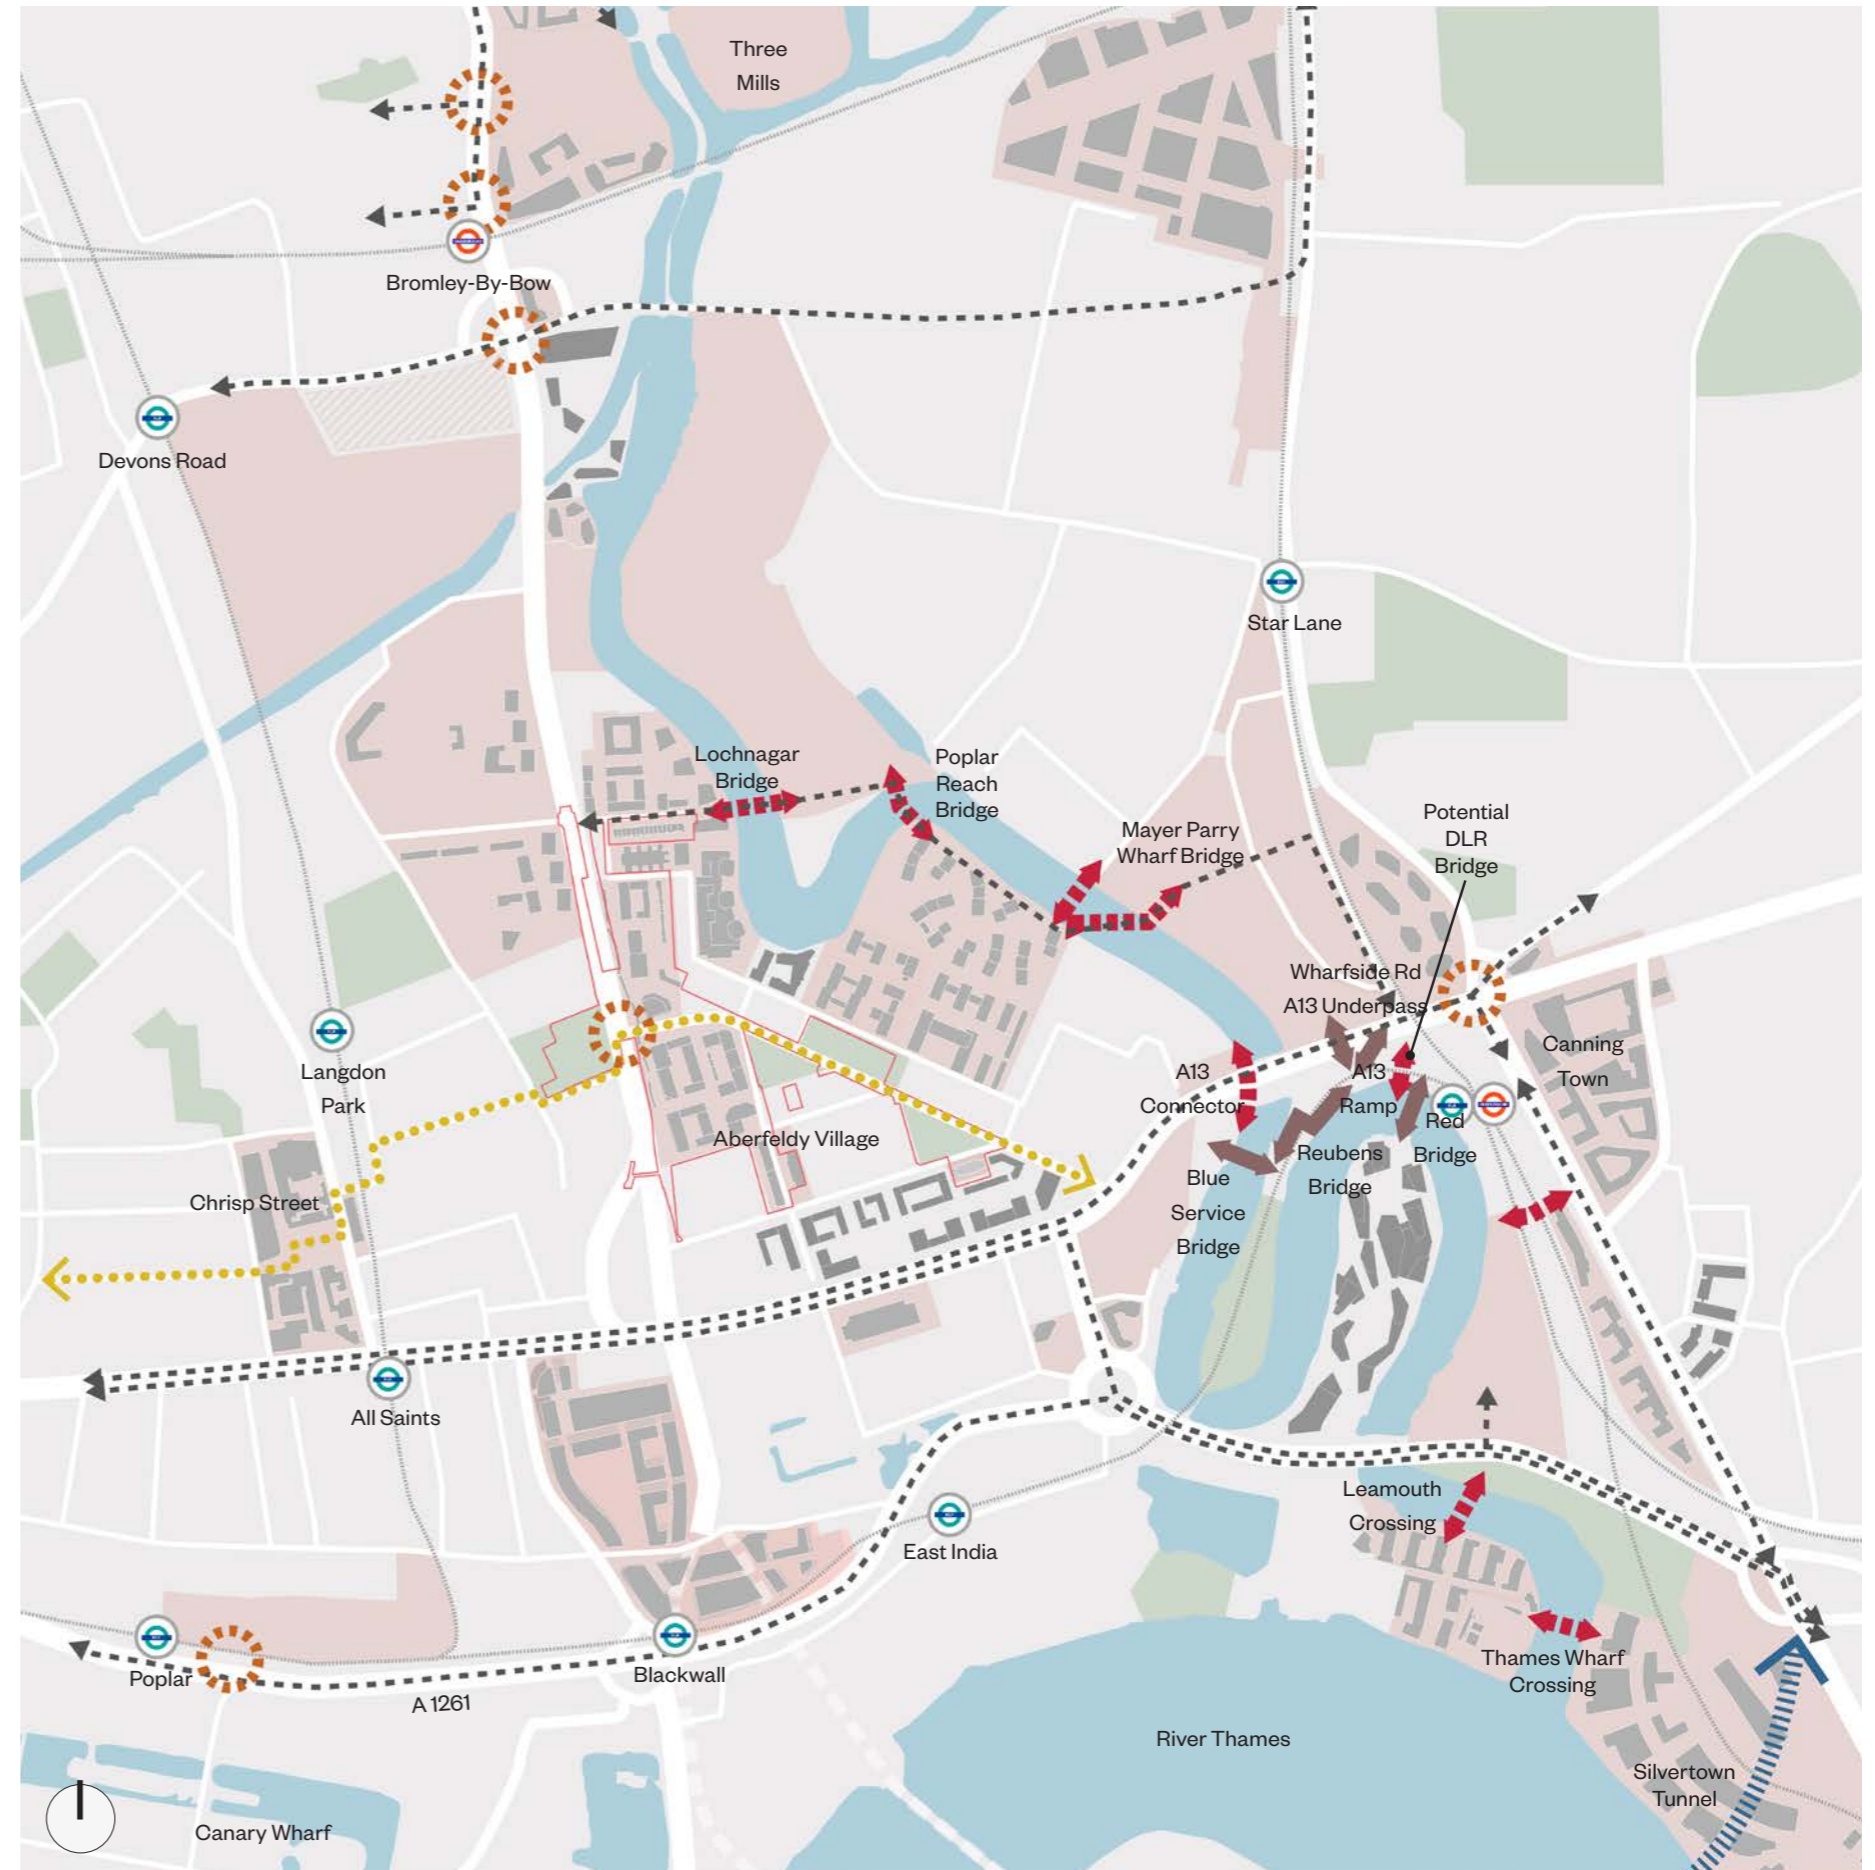 Three
Mills
Bromley-By-Bow
Devons Road
Star Lane
Lochnagar
Bridge
Poplar
Reach
Bridge
Mayer Parry
Wharf Bridge
Potential
DLR
Bridge
Wharfside Rd
A13 Underpass
Canning
Town
Langdon
Park
A13
Connector
A13
Ramp
Red
Bridge
Aberfeldy Village
Reubens
Bridge
Blue
Service
Bridge
Chrisp Street
All Saints
Leamouth
Crossing
East India
Thames Wharf
Crossing
Poplar
Blackwall
A 1261
River Thames
Silvertown
Tunnel
Canary Wharf